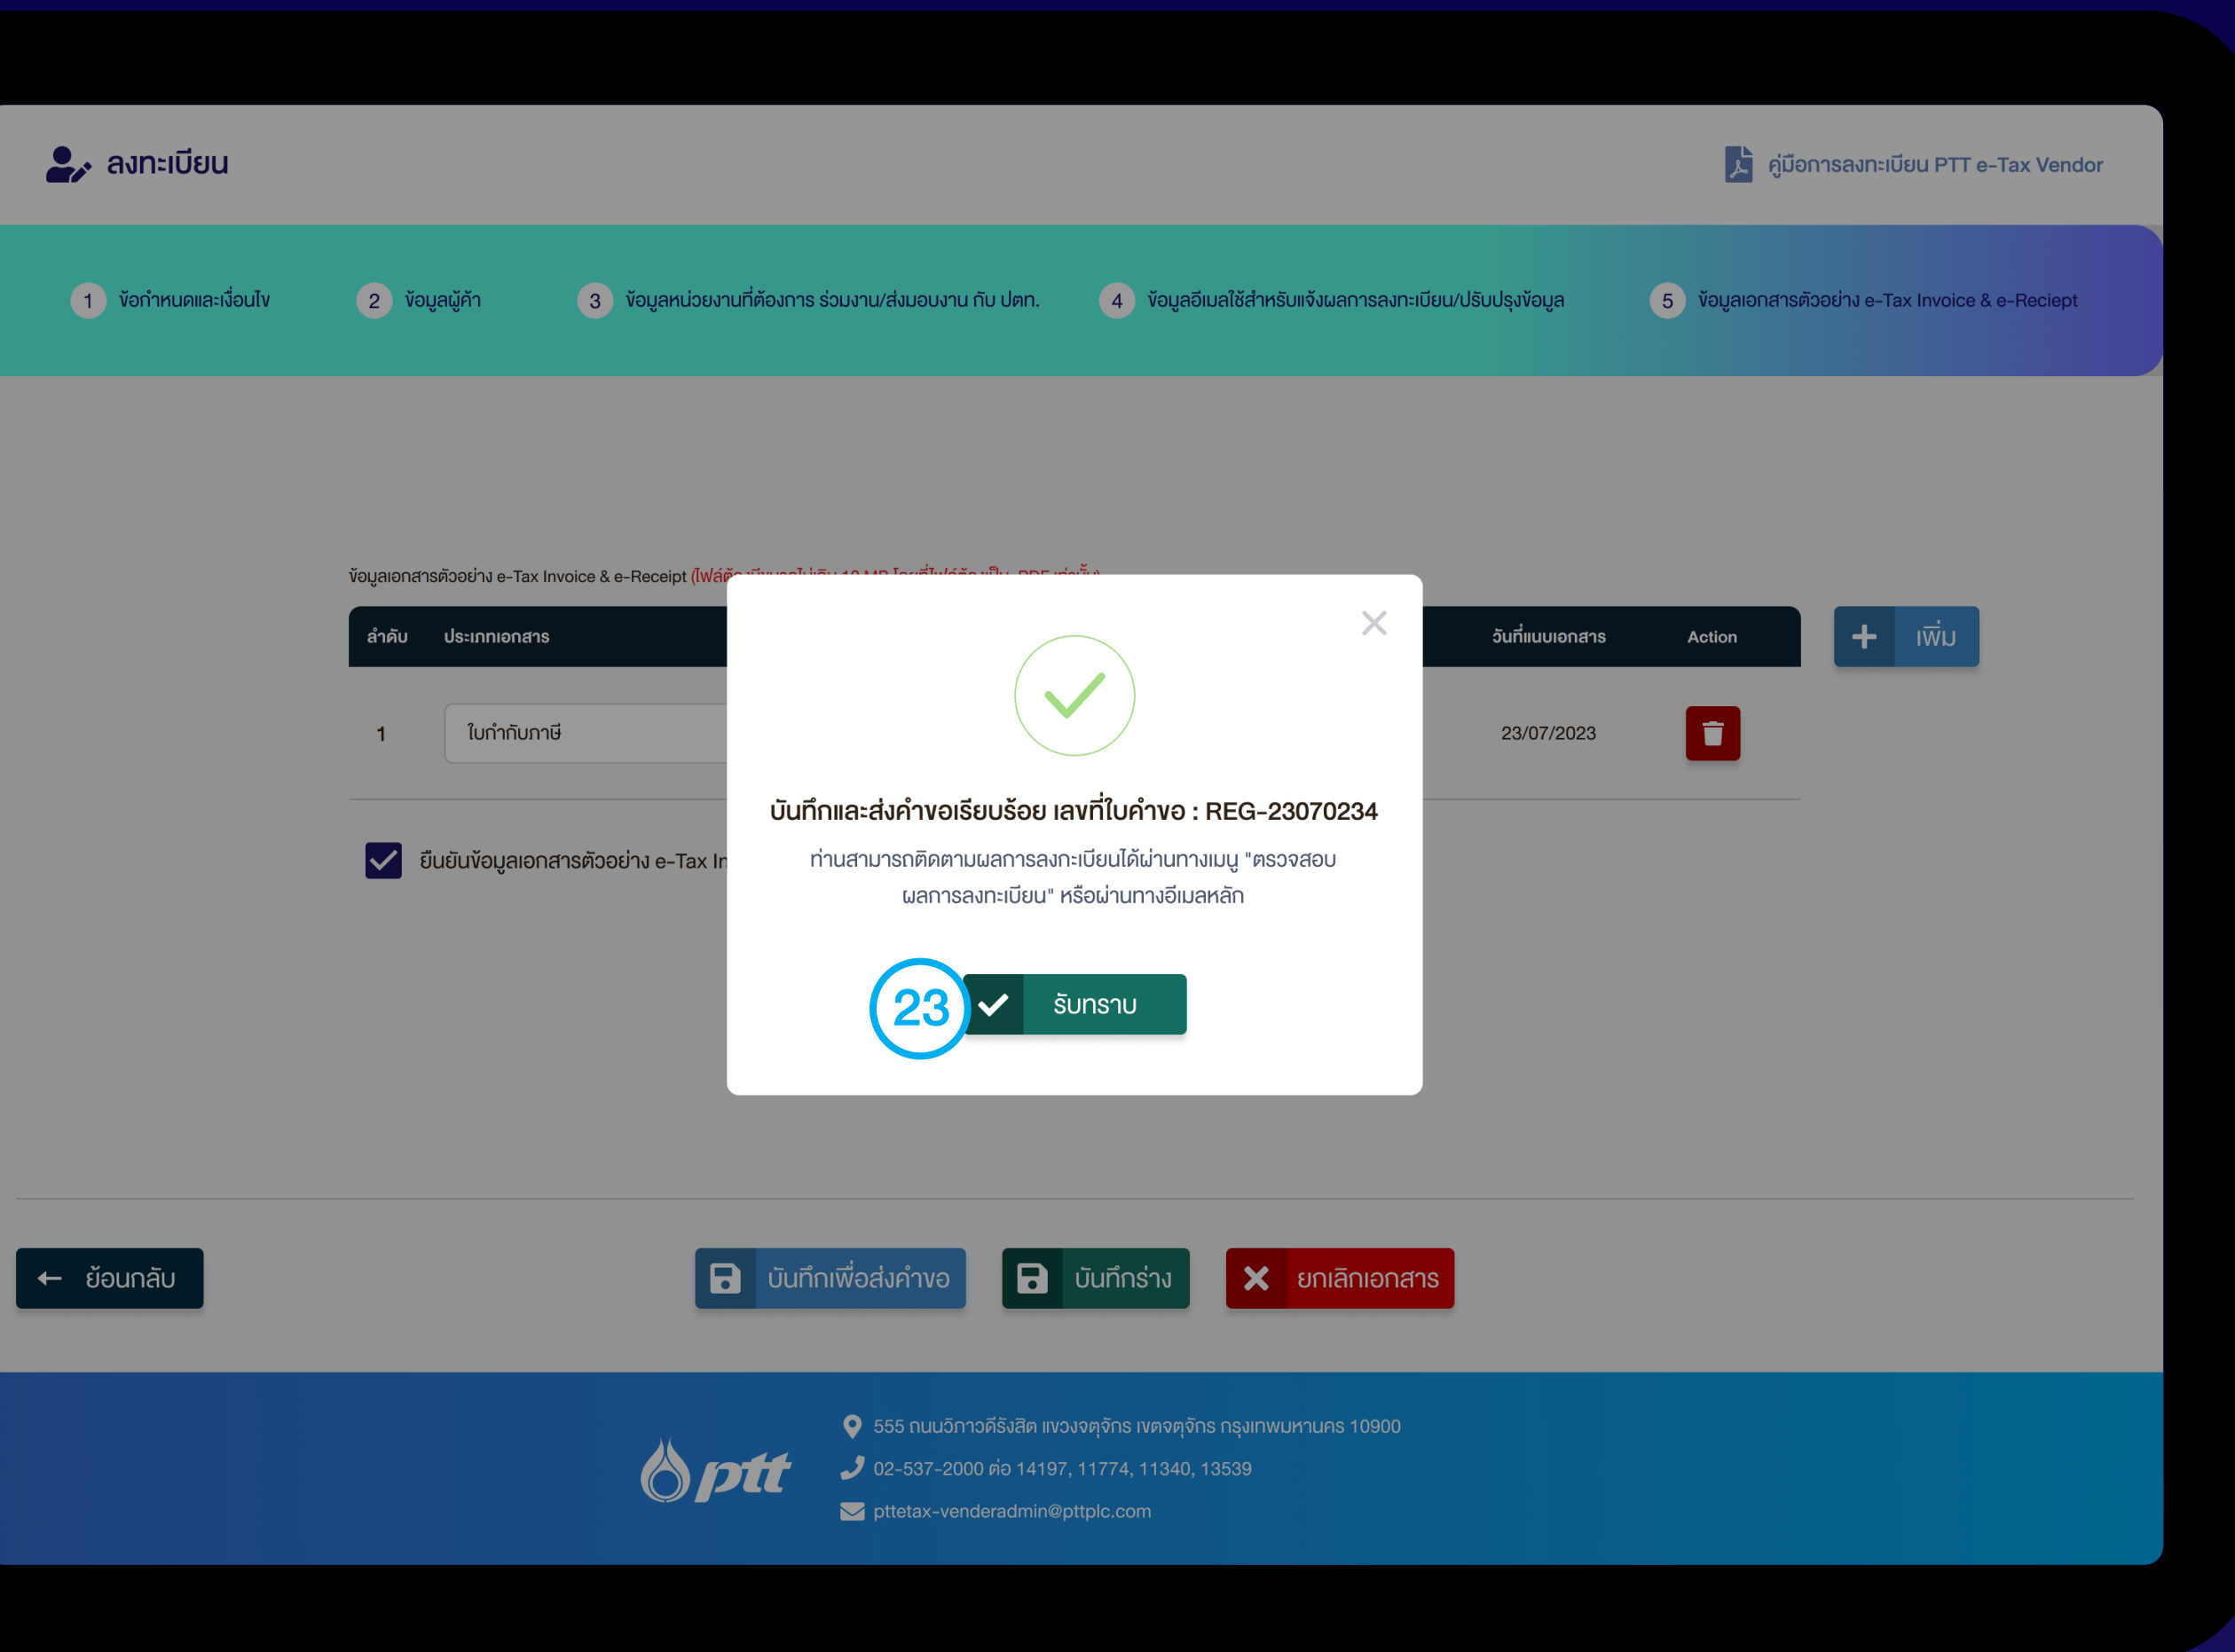 ลงทะเบียน
คู่มือการลงทะเบียน PTT e-Tax Vendor
1 ข้อกำหนดและเงื่อนไข
2 ข้อมูลผู้ค้า
3 ข้อมูลหน่วยงานที่ต้องการ ร่วมงาน/ส่งมอบงาน กับ ปตท.
4 ข้อมูลอีเมลใช้สำหรับแจ้งผลการลงทะเบียน/ปรับปรุงข้อมูล
5 ข้อมูลเอกสารตัวอย่าง e-Tax Invoice & e-Reciept
ข้อมูลเอกสารตัวอย่าง e-Tax Invoice & e-Receipt
ลำดับ ประเภทเอกสาร วันที่แนบเอกสาร Action
เพิ่ม
1 ใบกำกับภาษี 23/07/2023
บันทึกและส่งคำขอเรียบร้อย เลขที่ใบคำขอ : REG-23070234
ยืนยันข้อมูลเอกสารตัวอย่าง e-Tax
ท่านสามารถติดตามผลการลงกะเบียนได้ผ่านทางเมนู "ตรวจสอบ
ผลการลงทะเบียน" หรือผ่านทางอีเมลหลัก
23 รับทราบ
ย้อนกลับ
บันทึกเพื่อส่งคำขอ
บันทึกร่าง
ยกเลิกเอกสาร
ptt
555 ถนนวิภาวดีรังสิต แขวงจตุจักร เขตจตุจักร กรุงเทพมหานคร 10900
02-537-2000 ต่อ 14197, 11774, 11340, 13539
pttetax-venderadmin@pttplc.com